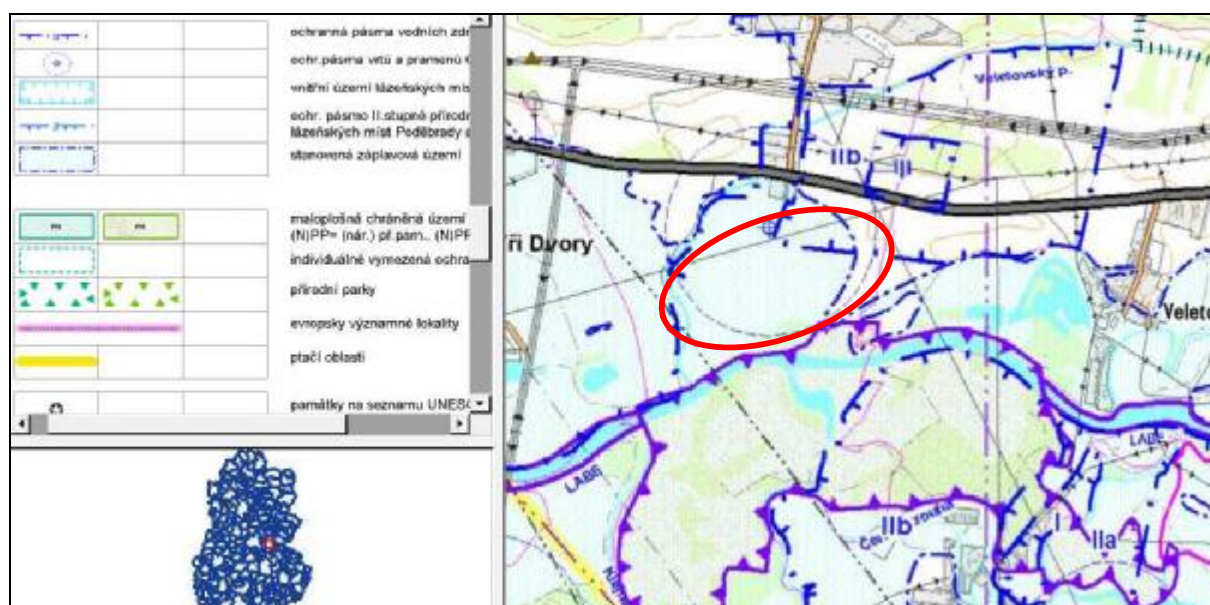 ochranná pásma vodních zdr
ochr.pásma vrtů a pramenů
vnitřní území lázeňských mís
ochr. pásmo II.stupně přírodn
lázeňských míst Poděbrady a
stanovená záplavová území
maloplošná chráněná území
(N)PP= (nár.) př.pam., (N)PF
individuálně vymezená ochra
přírodní parky
evropsky významné lokality
ptačí oblasti
památky na seznamu UNES
Veletovský p.
IIb
ři Dvory
Veleto
LABE
LABE
IIb
I
IIa